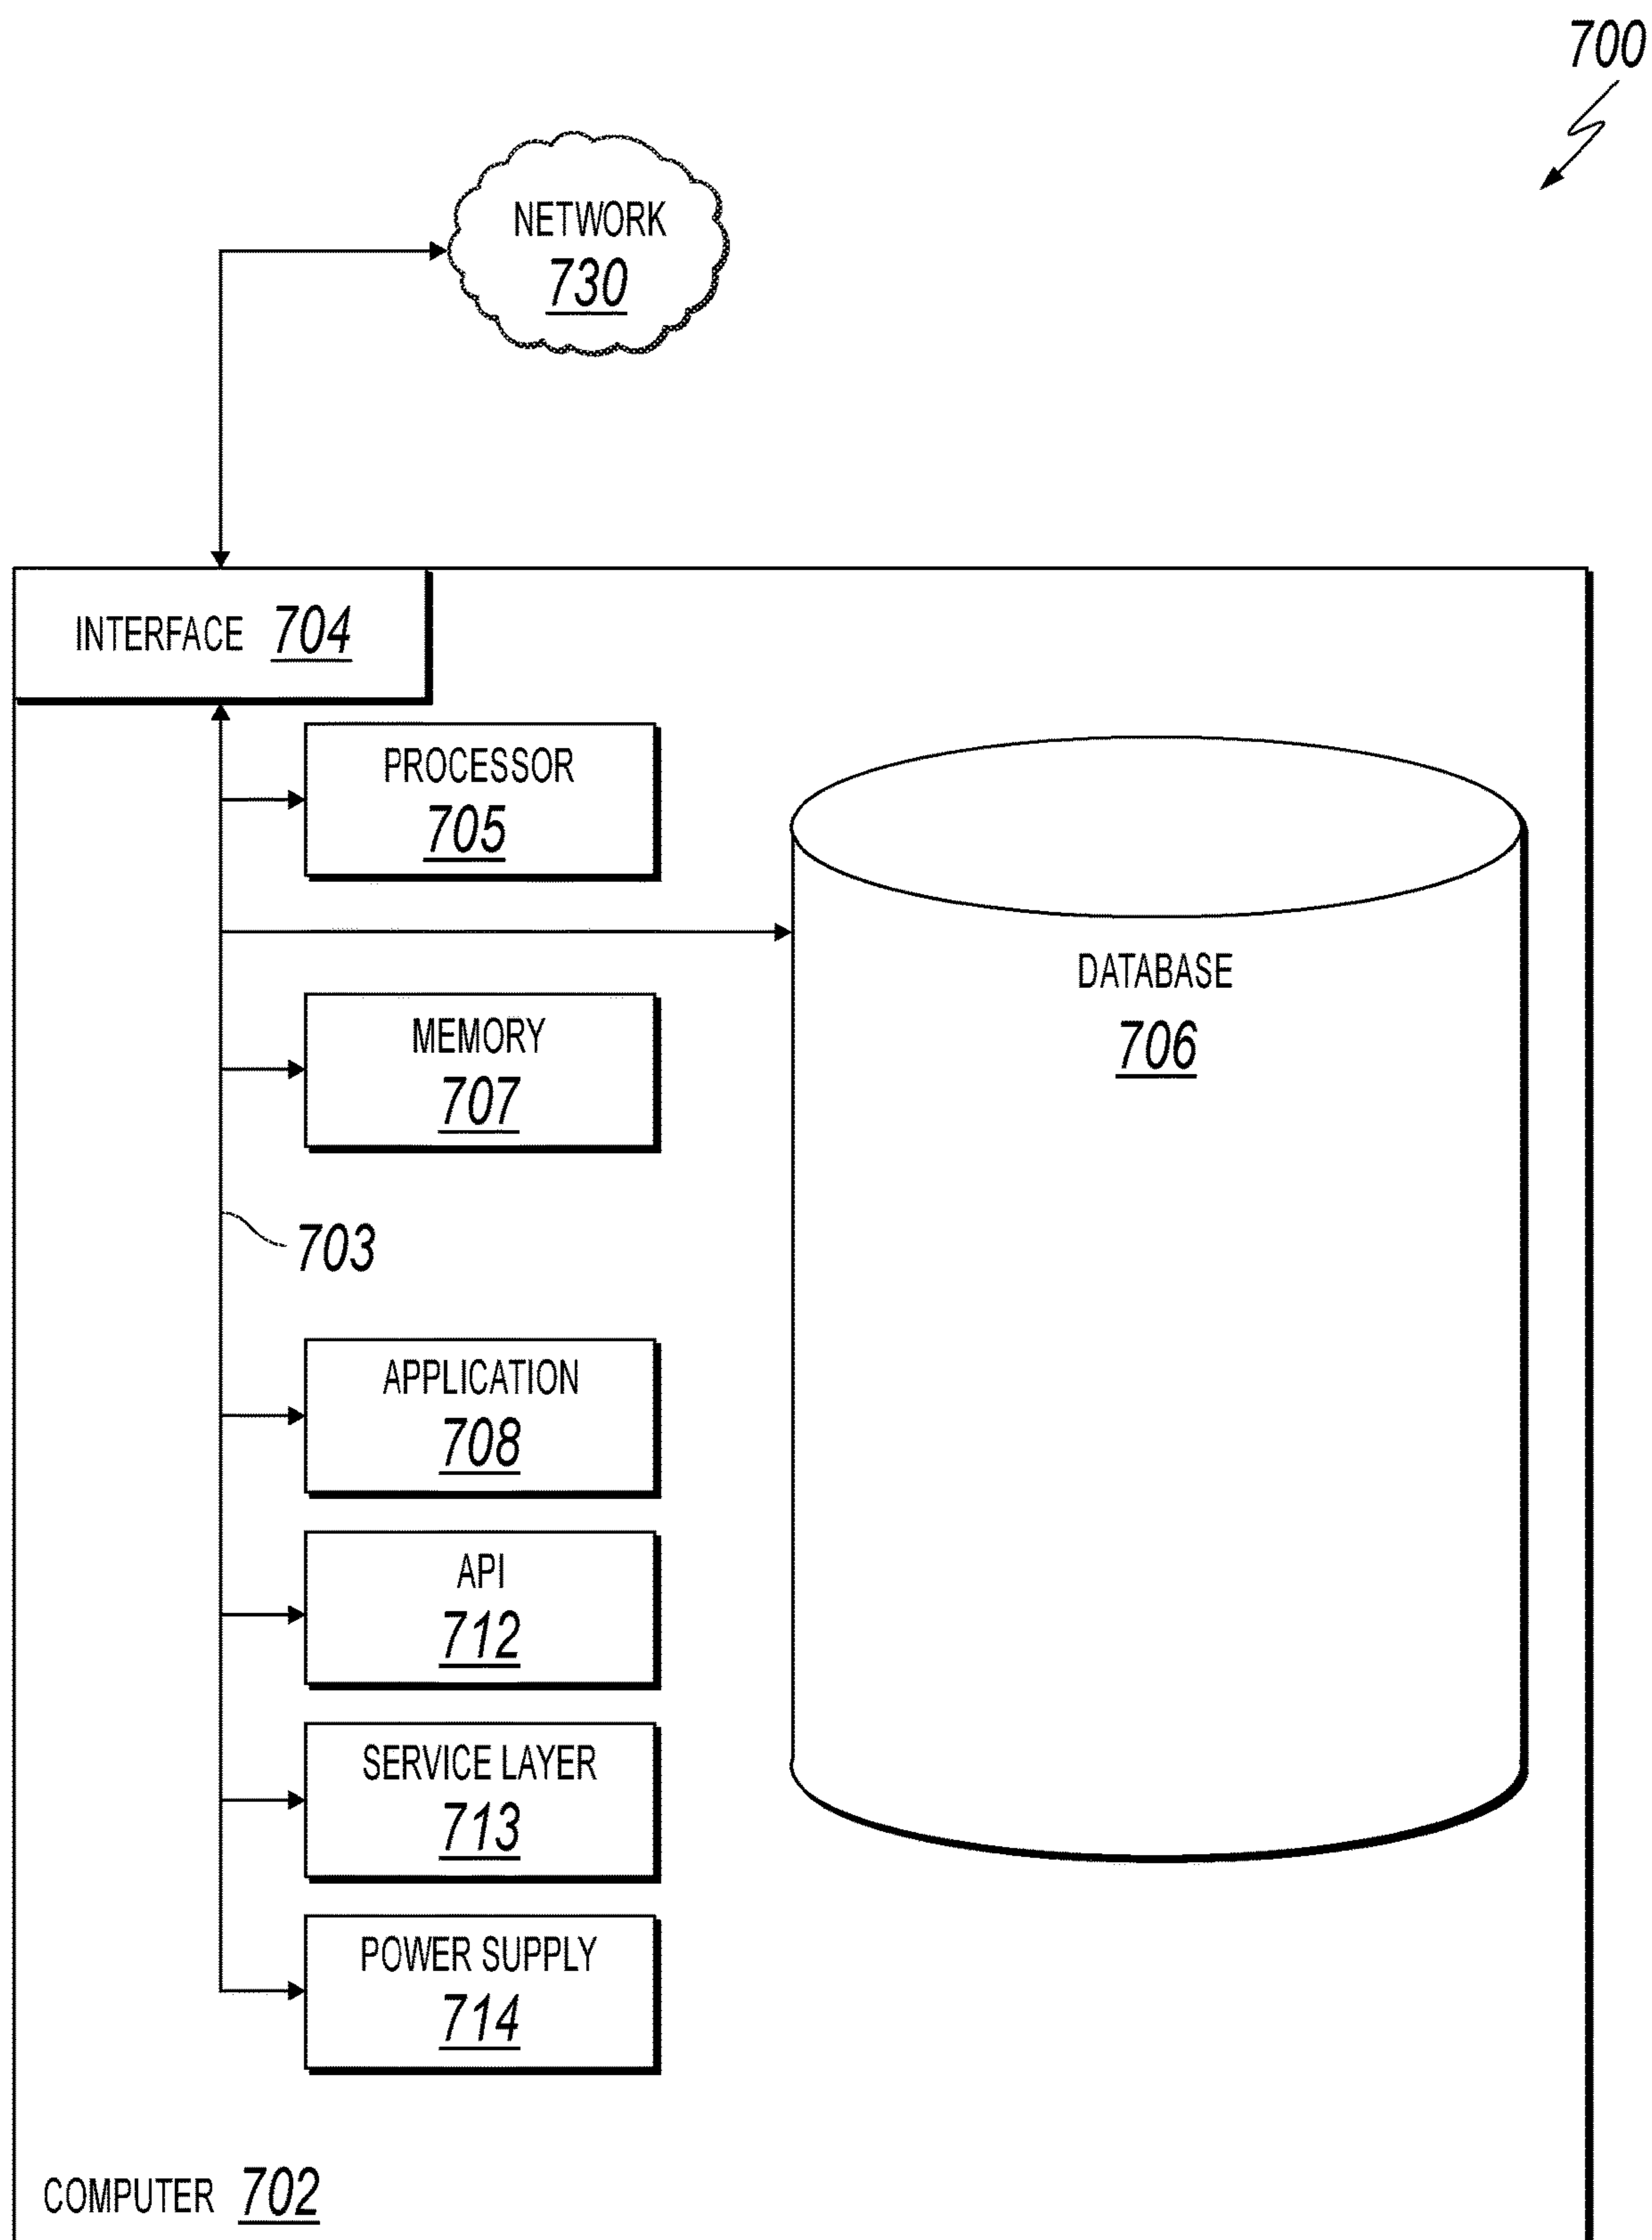 700
NETWORK
730
INTERFACE 704
PROCESSOR
705
DATABASE
706
MEMORY
707
703
APPLICATION
708
API
712
SERVICE LAYER
713
POWER SUPPLY
714
COMPUTER 702